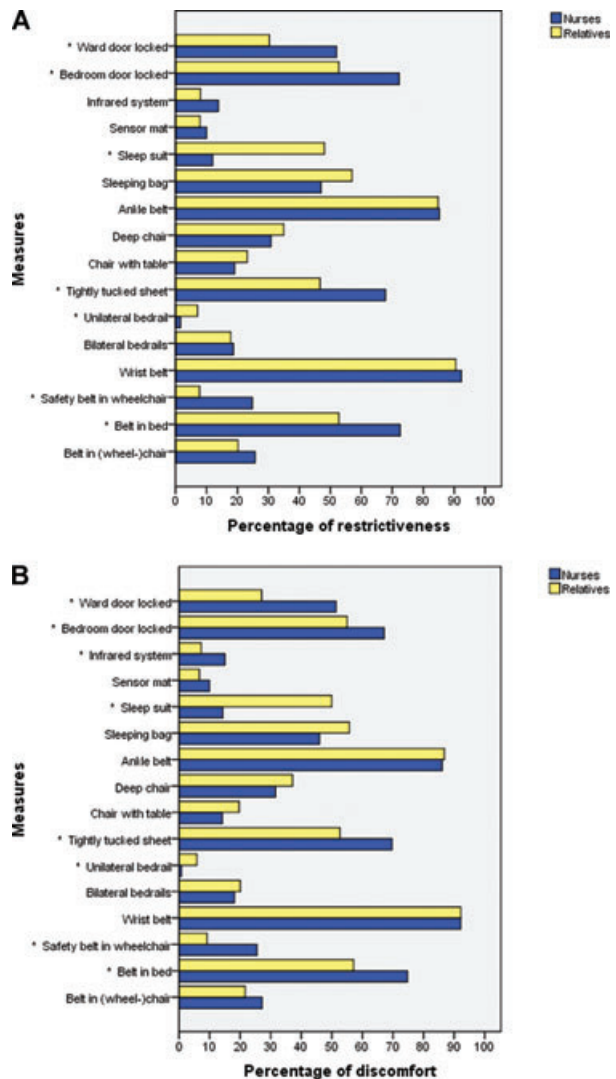 A
Nurses
Relatives
* Ward door locked
* Bedroom door locked
Infrared system
Sensor mat
* Sleep suit
Sleeping bag
Ankle belt
Deep chair
Chair with table
* Tightly tucked sheet
* Unilateral bedrail
Bilateral bedrails
Wrist belt
* Safety belt in wheelchair
* Belt in bed
Belt in (wheel-)chair
Measures
0 10 20 30 40 50 60 70 80 90 100
Percentage of restrictiveness
B
Nurses
Relatives
* Ward door locked
* Bedroom door locked
* Infrared system
Sensor mat
* Sleep suit
Sleeping bag
Ankle belt
Deep chair
Chair with table
* Tightly tucked sheet
* Unilateral bedrail
Bilateral bedrails
Wrist belt
* Safety belt in wheelchair
* Belt in bed
Belt in (wheel-)chair
Measures
0 10 20 30 40 50 60 70 80 90 100
Percentage of discomfort